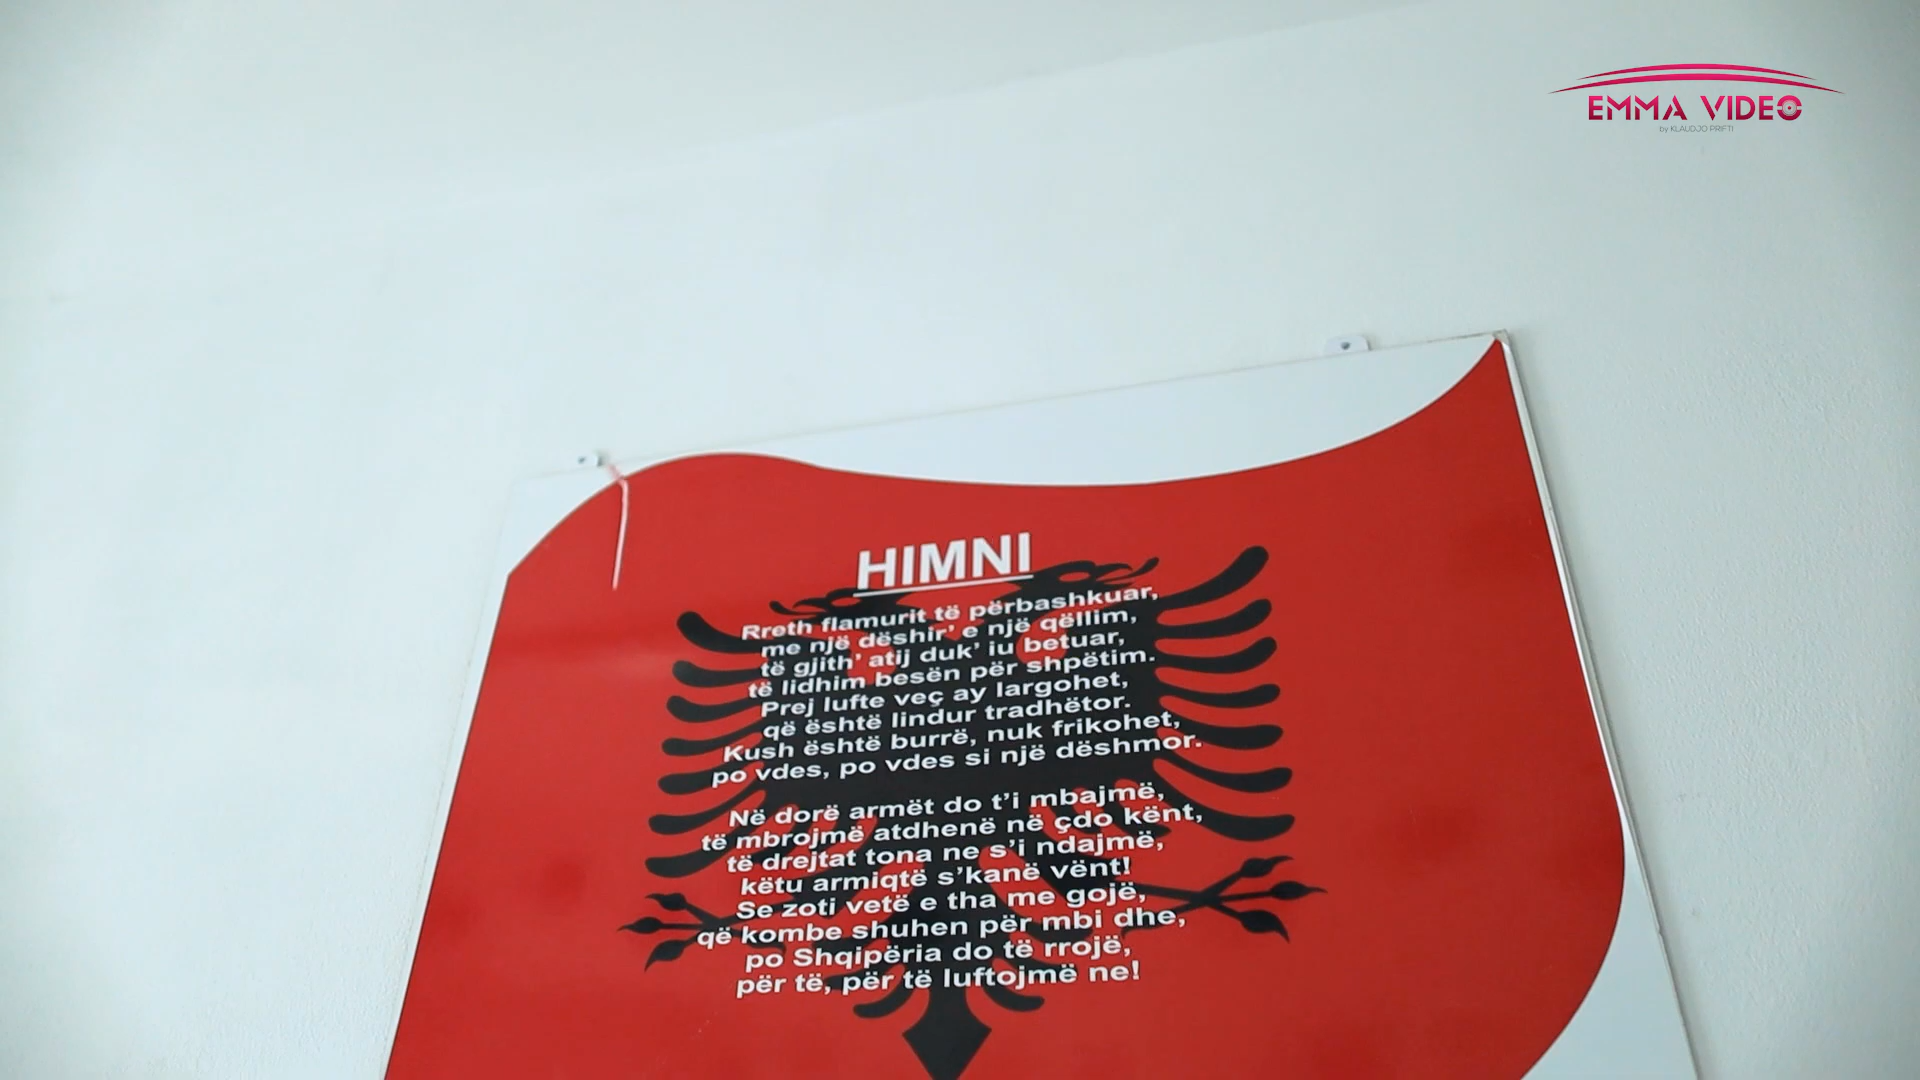 EMMA VIDEO
by KLAUDJO PRIFTI
HIMNI
Rreth flamurit të përbashkuar,
me një dëshir' e një qëllim,
të gjith' atij duk' iu betuar,
të lidhim besën për shpëtim.
Prej lufte veç ay largohet,
që është lindur tradhëtor.
Kush është burrë, nuk frikohet,
po vdes, po vdes si një dëshmor.
Në dorë armët do t'i mbajmë,
të mbrojmë atdhenë në çdo kënt,
të drejtat tona ne s'i ndajmë,
këtu armiqtë s'kanë vënt!
Se zoti vetë e tha me gojë,
që kombe shuhen për mbi dhe,
po Shqipëria do të rrojë,
për të, për të luftojmë ne!